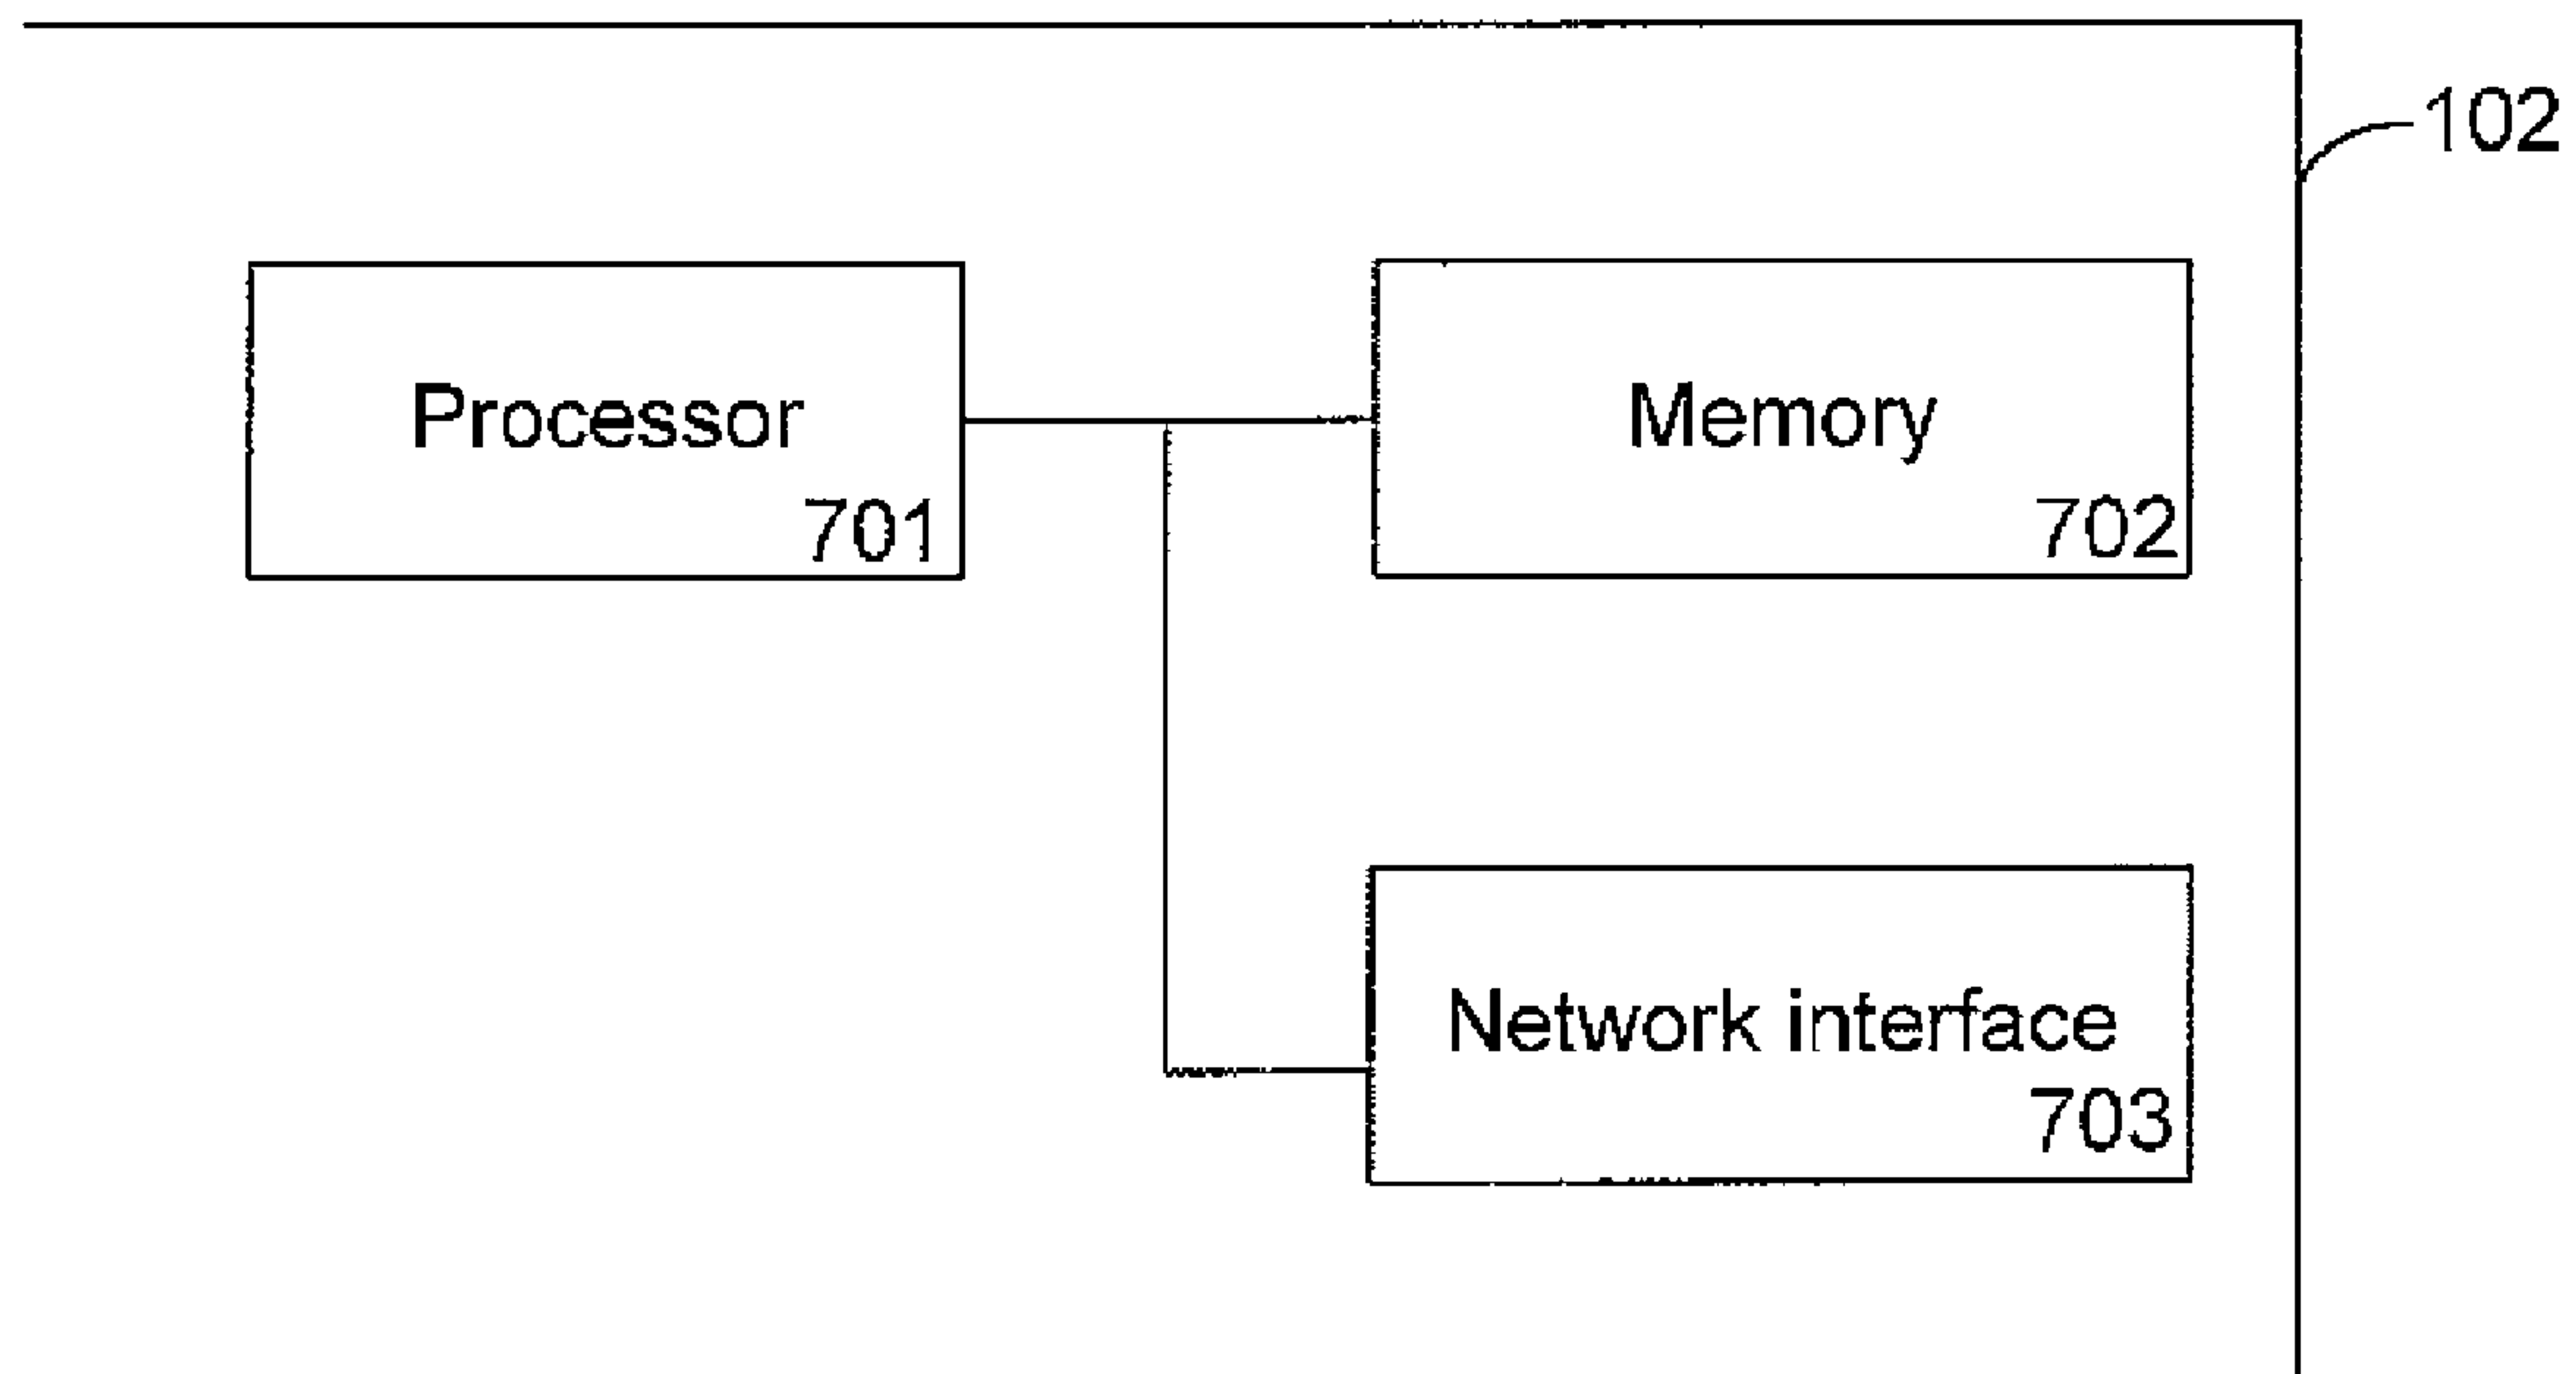 102
Processor
701
Memory
702
Network interface
703